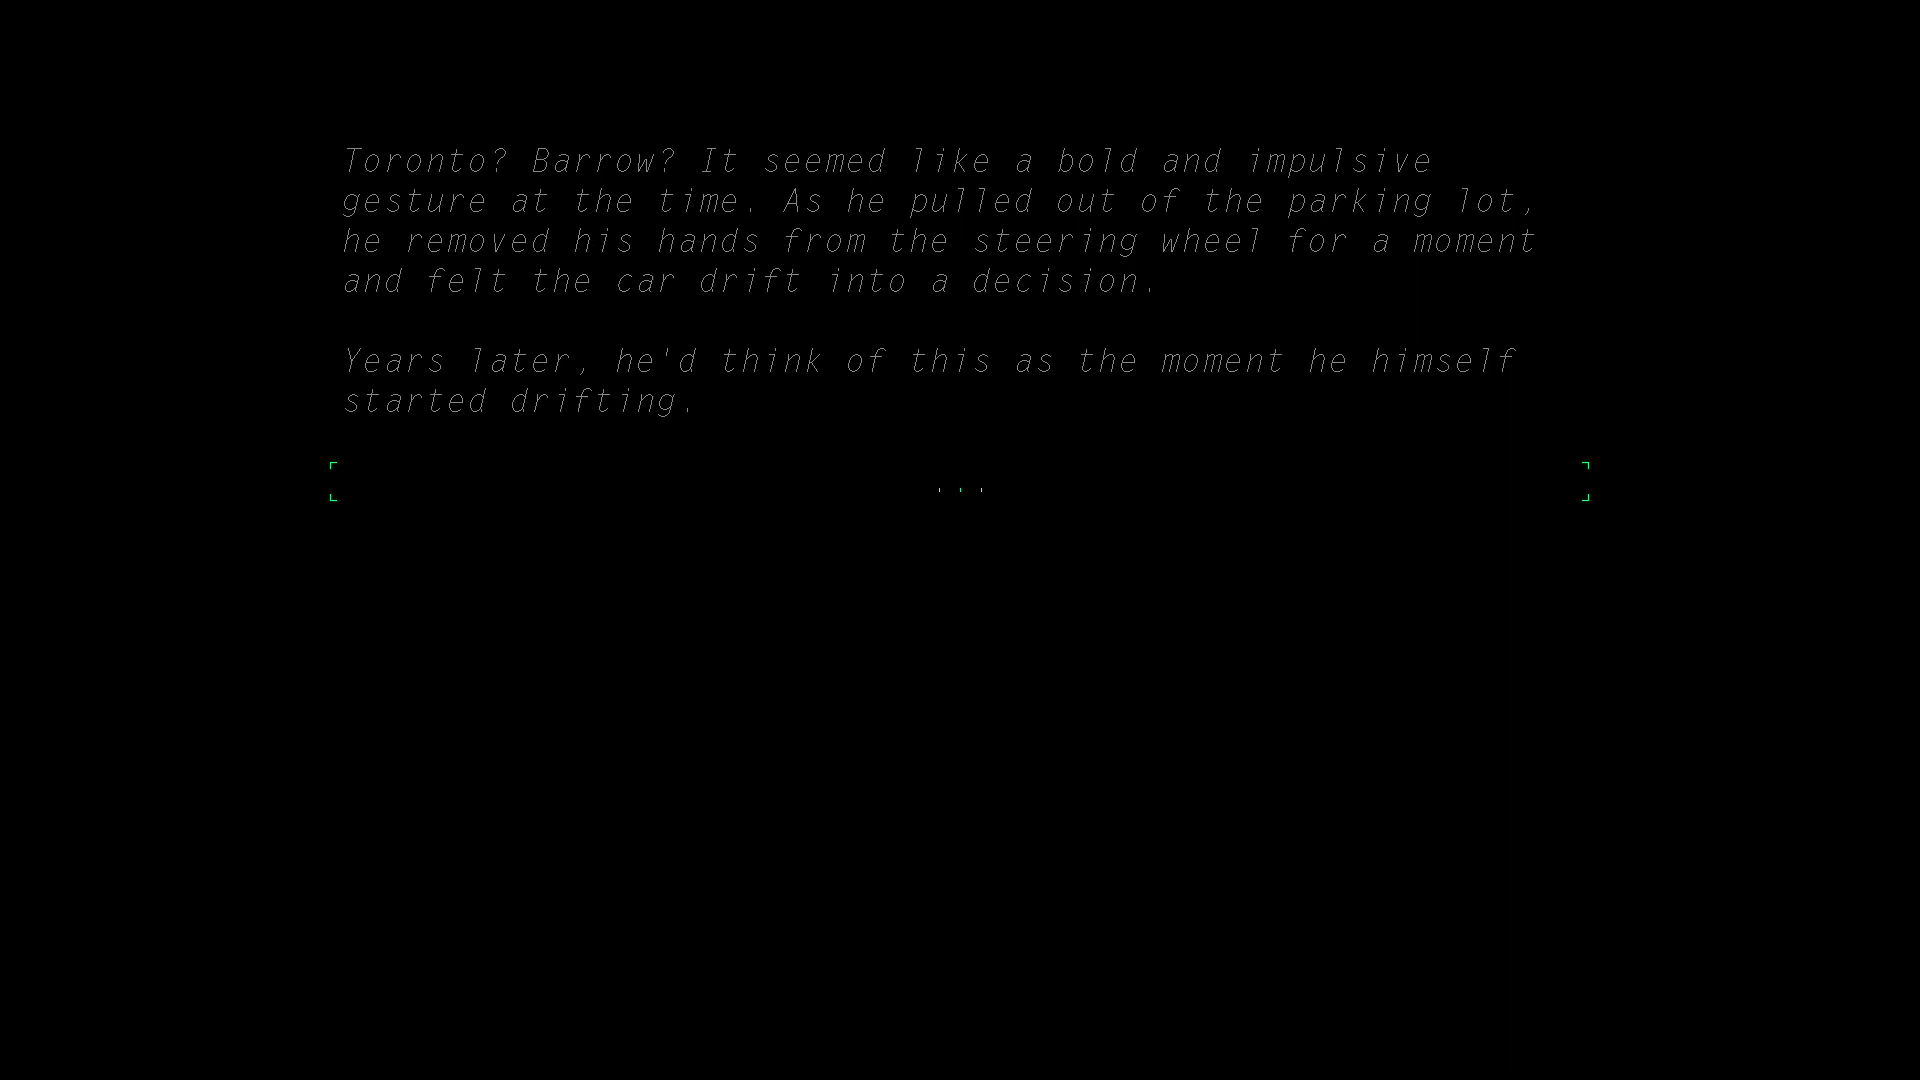 Toronto? Barrow? It seemed like a bold and impulsive
gesture at the time. As he pulled out of the parking lot,
he removed his hands from the steering wheel for a moment
and felt the car drift into a decision.
Years later, he'd think of this as the moment he himself
started drifting.
...